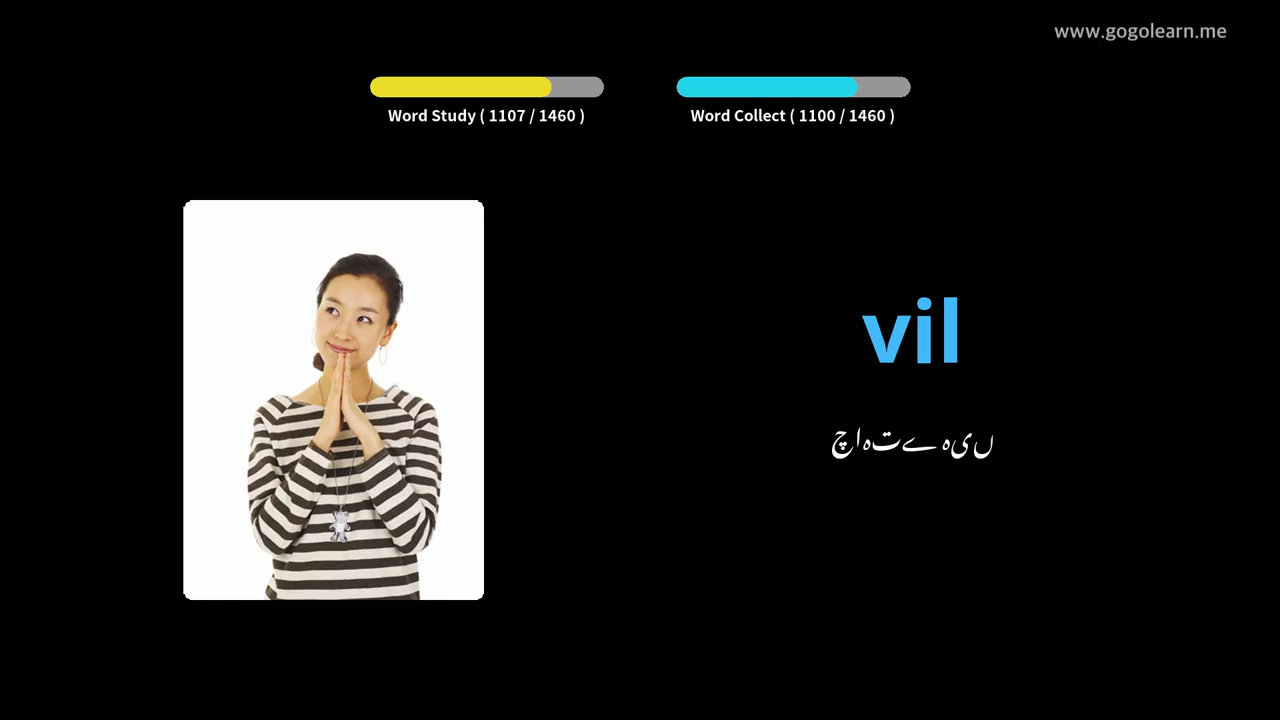 www.gogolearn.me
Word Study ( 1107 / 1460 )
Word Collect ( 1100 / 1460 )
vil
چاہتے ہیں